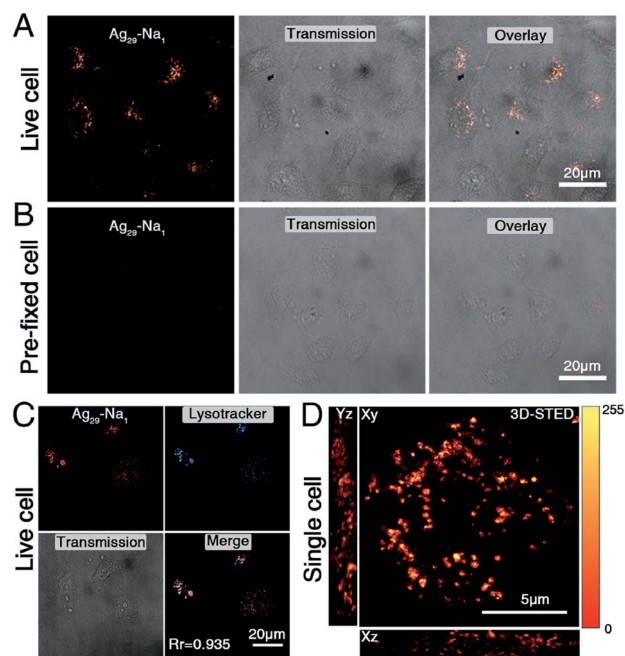 A
Live cell
Ag₂₉-Na₁
Transmission
Overlay
20μm
B
Pre-fixed cell
Ag₂₉-Na₁
Transmission
Overlay
20μm
C
Live cell
Ag₂₉-Na₁
Lysotracker
Transmission
Merge
Rr=0.935
20μm
D
Single cell
Yz
Xy
3D-STED
5μm
Xz
255
0